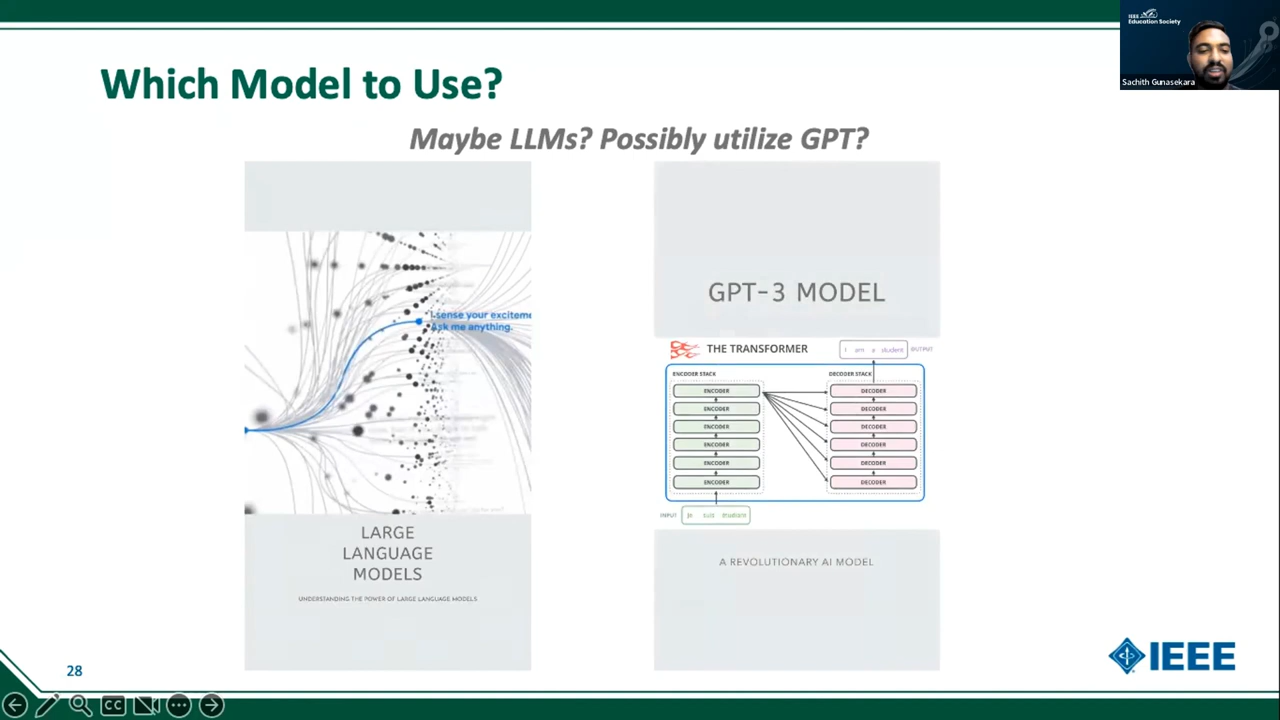 IEEE
Education Society
Sachith Gunasekara
Which Model to Use?
Maybe LLMs? Possibly utilize GPT?
I sense your exciteme
Ask me anything.
LARGE
LANGUAGE
MODELS
UNDERSTANDING THE POWER OF LARGE LANGUAGE MODELS
GPT-3 MODEL
THE TRANSFORMER
I am a student
OUTPUT
ENCODER STACK
DECODER STACK
ENCODER
ENCODER
ENCODER
ENCODER
ENCODER
ENCODER
DECODER
DECODER
DECODER
DECODER
DECODER
DECODER
INPUT
suis étudiant
A REVOLUTIONARY AI MODEL
28
IEEE
CC